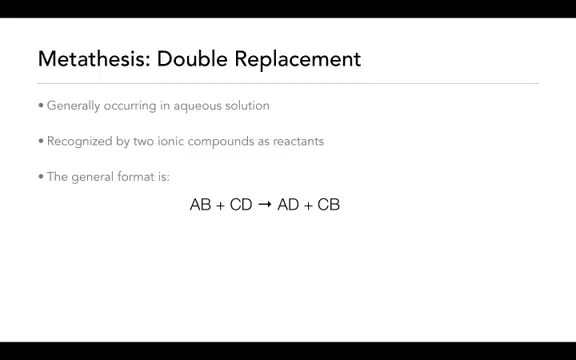 Metathesis: Double Replacement
• Generally occurring in aqueous solution
• Recognized by two ionic compounds as reactants
• The general format is:
AB + CD → AD + CB